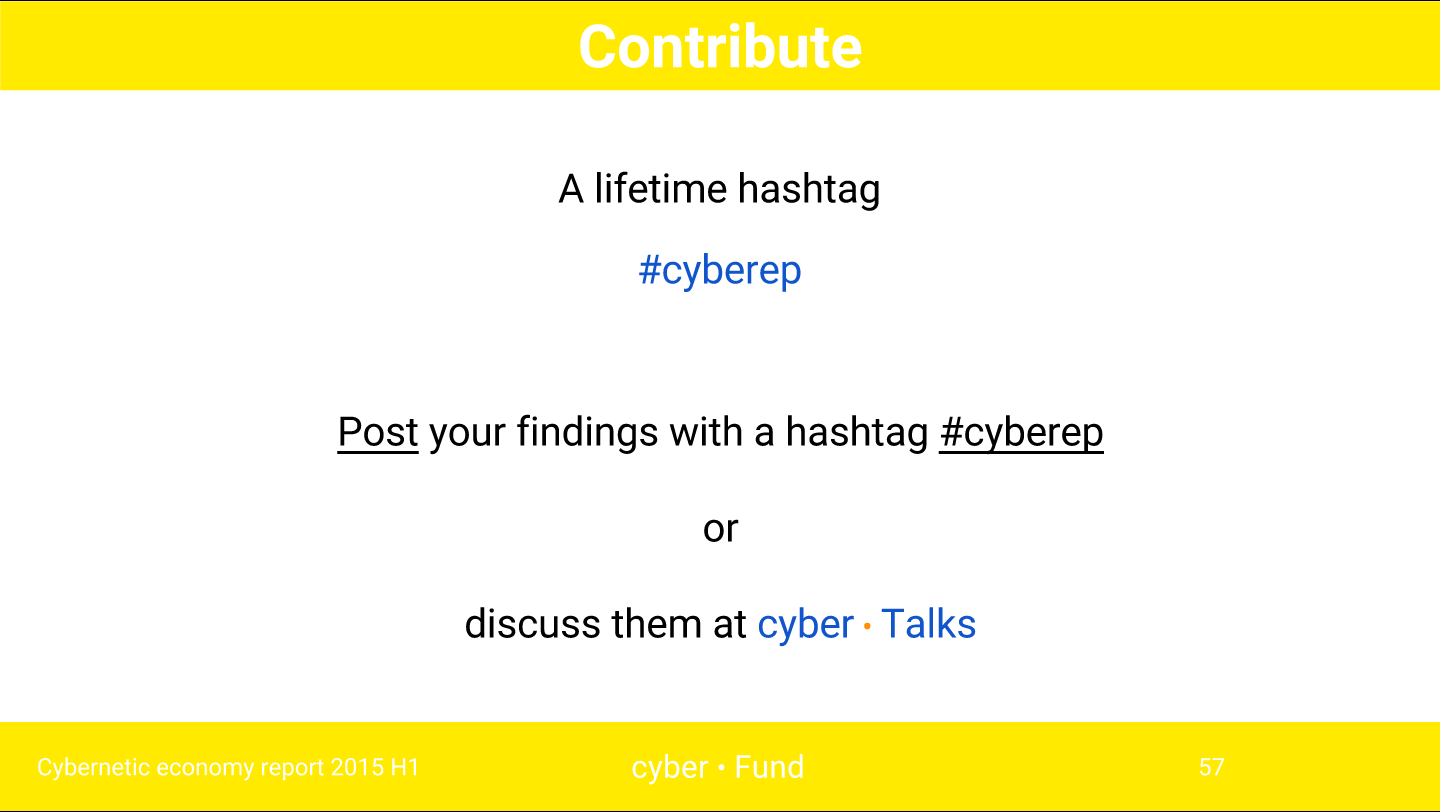 Contribute
A lifetime hashtag
#cyberep
Post your findings with a hashtag #cyberep
or
discuss them at cyber • Talks
Cybernetic economy report 2015 H1
cyber • Fund
57